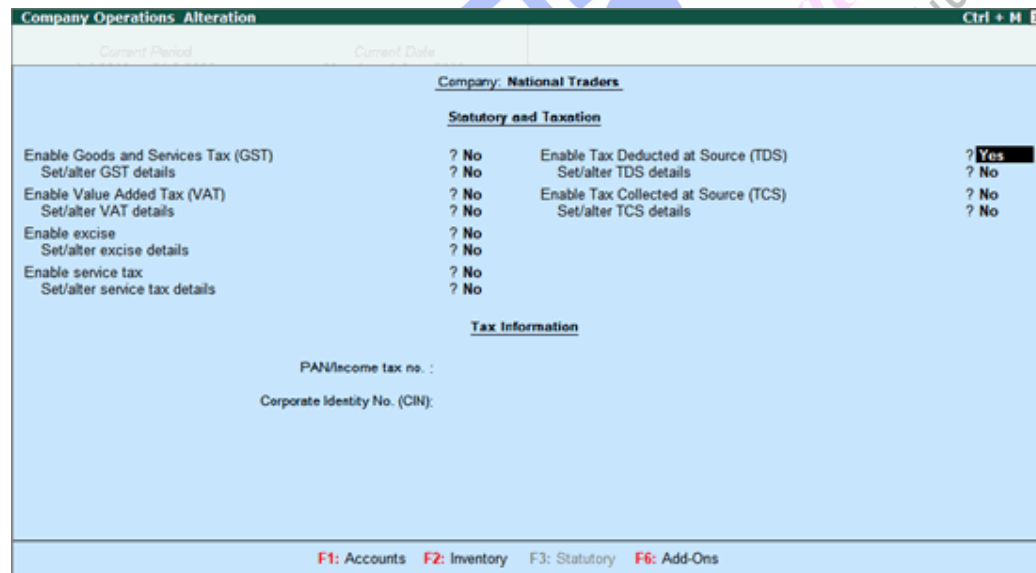 Company Operations Alteration Ctrl + M
Current Period Current Date
Company: National Traders
Statutory and Taxation
Enable Goods and Services Tax (GST) ? No Enable Tax Deducted at Source (TDS) ? Yes
Set/alter GST details ? No Set/alter TDS details ? No
Enable Value Added Tax (VAT) ? No Enable Tax Collected at Source (TCS) ? No
Set/alter VAT details ? No Set/alter TCS details ? No
Enable excise ? No
Set/alter excise details ? No
Enable service tax ? No
Set/alter service tax details ? No
Tax Information
PAN/Income tax no. :
Corporate Identity No. (CIN):
F1: Accounts F2: Inventory F3: Statutory F6: Add-Ons